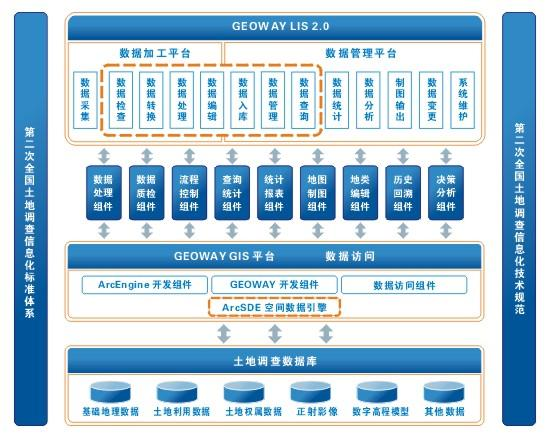 GEOWAY LIS 2.0
数据加工平台
数据管理平台
数据采集
数据检查
数据转换
数据处理
数据编辑
数据入库
数据管理
数据查询
数据统计
数据分析
制图输出
数据变更
系统维护
第二次全国土地调查信息化标准体系
第二次全国土地调查信息化技术规范
数据处理组件
数据质检组件
流程控制组件
查询统计组件
统计报表组件
地图制图组件
地类编辑组件
历史回溯组件
决策分析组件
GEOWAY GIS 平台 数据访问
ArcEngine 开发组件
GEOWAY 开发组件
数据访问组件
ArcSDE 空间数据引擎
土地调查数据库
基础地理数据
土地利用数据
土地权属数据
正射影像
数字高程模型
其他数据